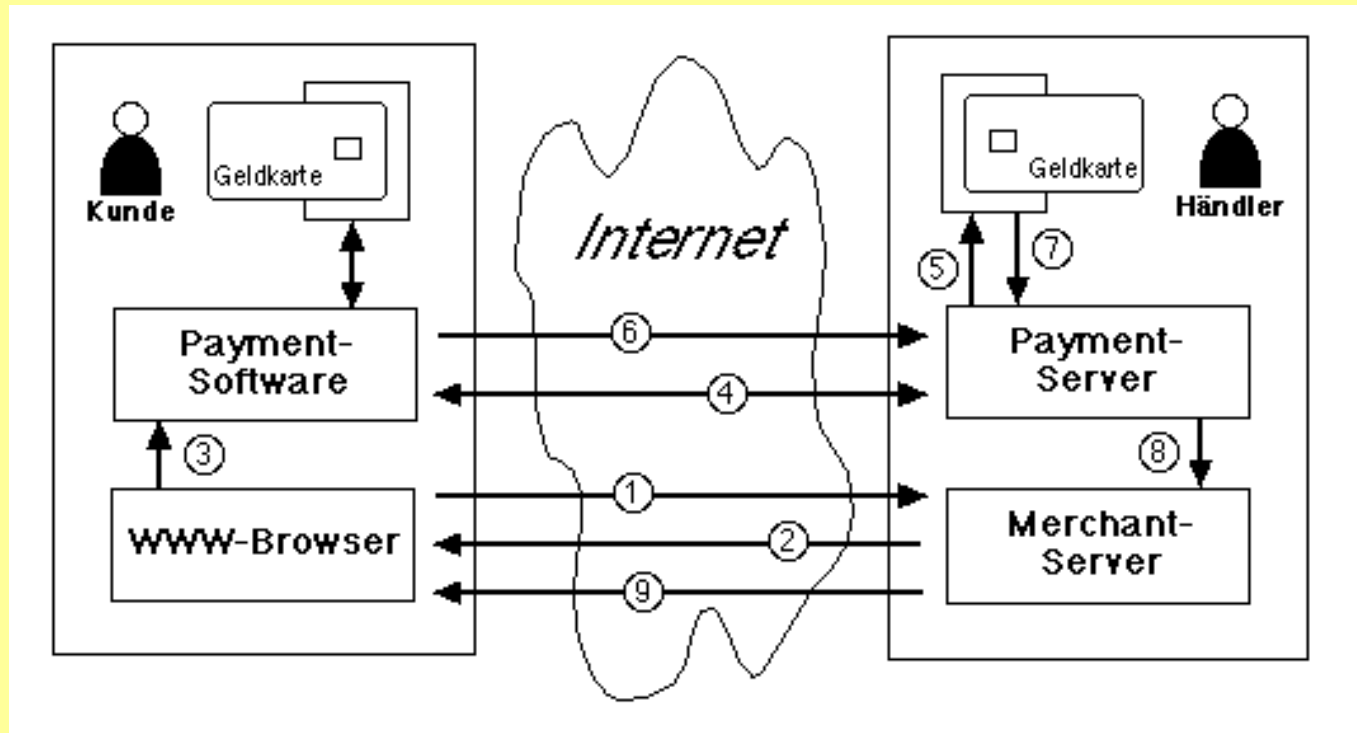 Kunde
Geldkarte
Internet
Geldkarte
Händler
5
7
Payment-
Software
6
4
Payment-
Server
3
8
WWW-Browser
1
2
9
Merchant-
Server